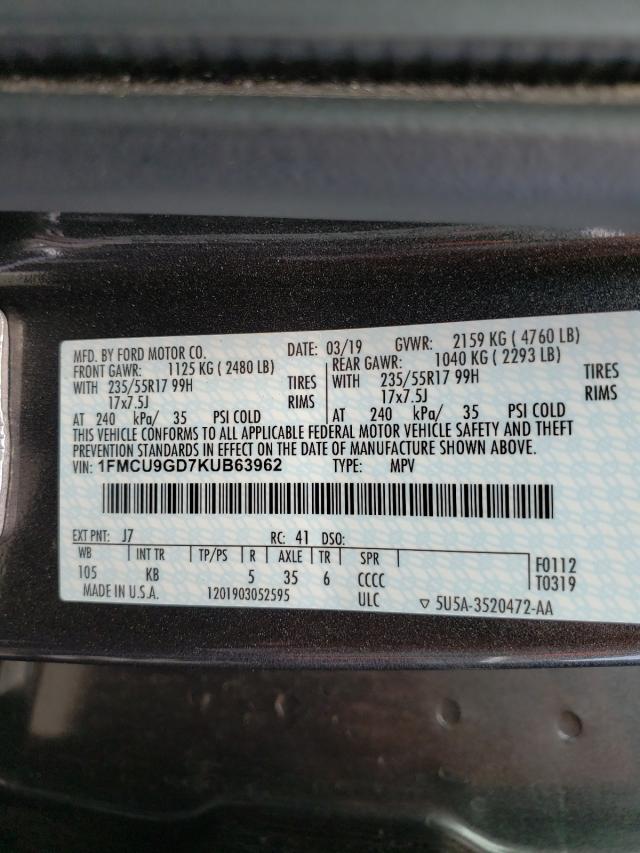 MFD. BY FORD MOTOR CO. DATE: 03/19 GVWR: 2159 KG ( 4760 LB)
FRONT GAWR: 1125 KG ( 2480 LB) REAR GAWR: 1040 KG ( 2293 LB)
WITH 235/55R17 99H TIRES WITH 235/55R17 99H TIRES
17x7.5J RIMS 17x7.5J RIMS
AT 240 kPa/ 35 PSI COLD AT 240 kPa/ 35 PSI COLD
THIS VEHICLE CONFORMS TO ALL APPLICABLE FEDERAL MOTOR VEHICLE SAFETY AND THEFT
PREVENTION STANDARDS IN EFFECT ON THE DATE OF MANUFACTURE SHOWN ABOVE.
VIN: 1FMCU9GD7KUB63962 TYPE: MPV
EXT PNT: J7 RC: 41 DSO:
WB INT TR TP/PS R AXLE TR SPR F0112
105 KB 5 35 6 CCCC T0319
MADE IN U.S.A. 1201903052595 ULC ▽ 5U5A-3520472-AA